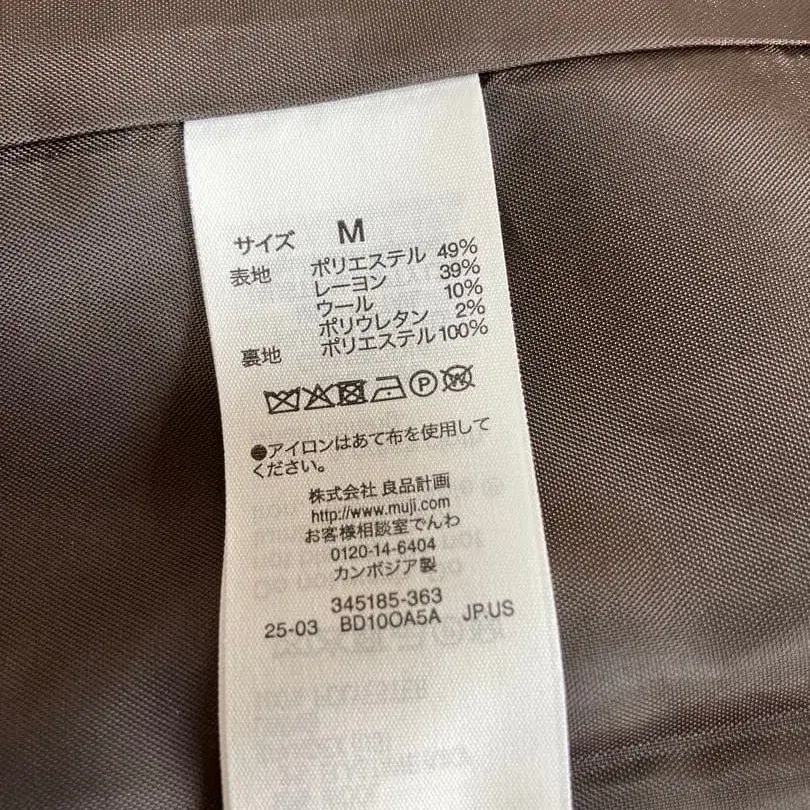 サイズ M
表地 ポリエステル 49%
レーヨン 39%
ウール 10%
ポリウレタン 2%
裏地 ポリエステル 100%
●アイロンはあて布を使用して
ください。
株式会社 良品計画
http://www.muji.com
お客様相談室でんわ
0120-14-6404
カンボジア製
345185-363
25-03 BD10OA5A JP.US